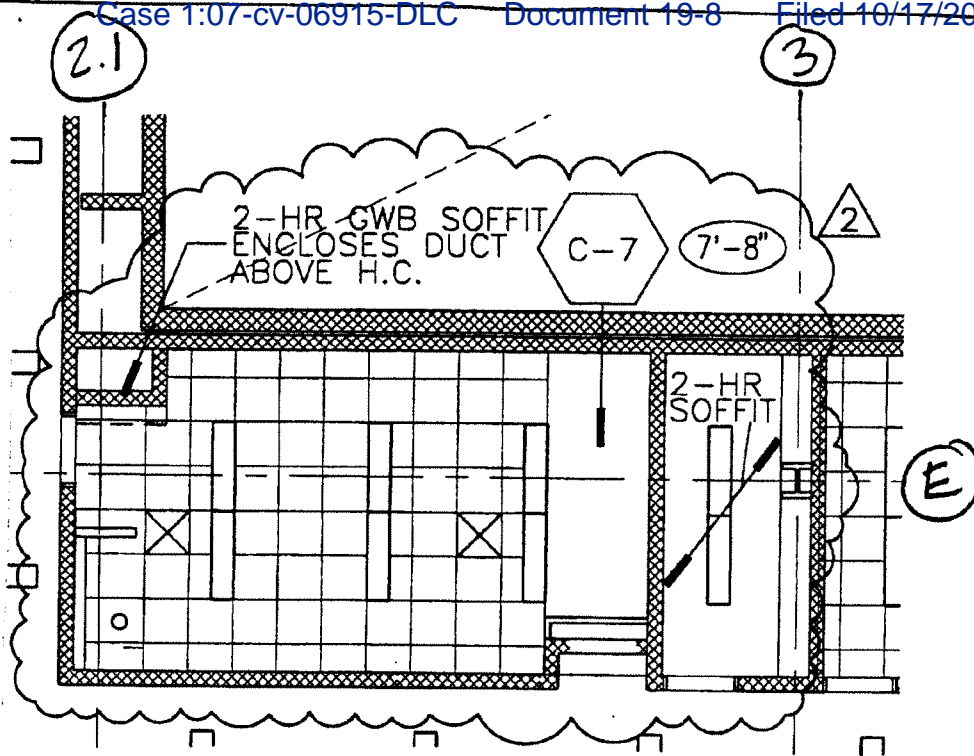 Case 1:07-cv-06915-DLC Document 19-8 Filed 10/17/20
2.1
3
2
2-HR GWB SOFFIT
ENCLOSES DUCT
ABOVE H.C.
C-7
7'-8"
2-HR
SOFFIT
E